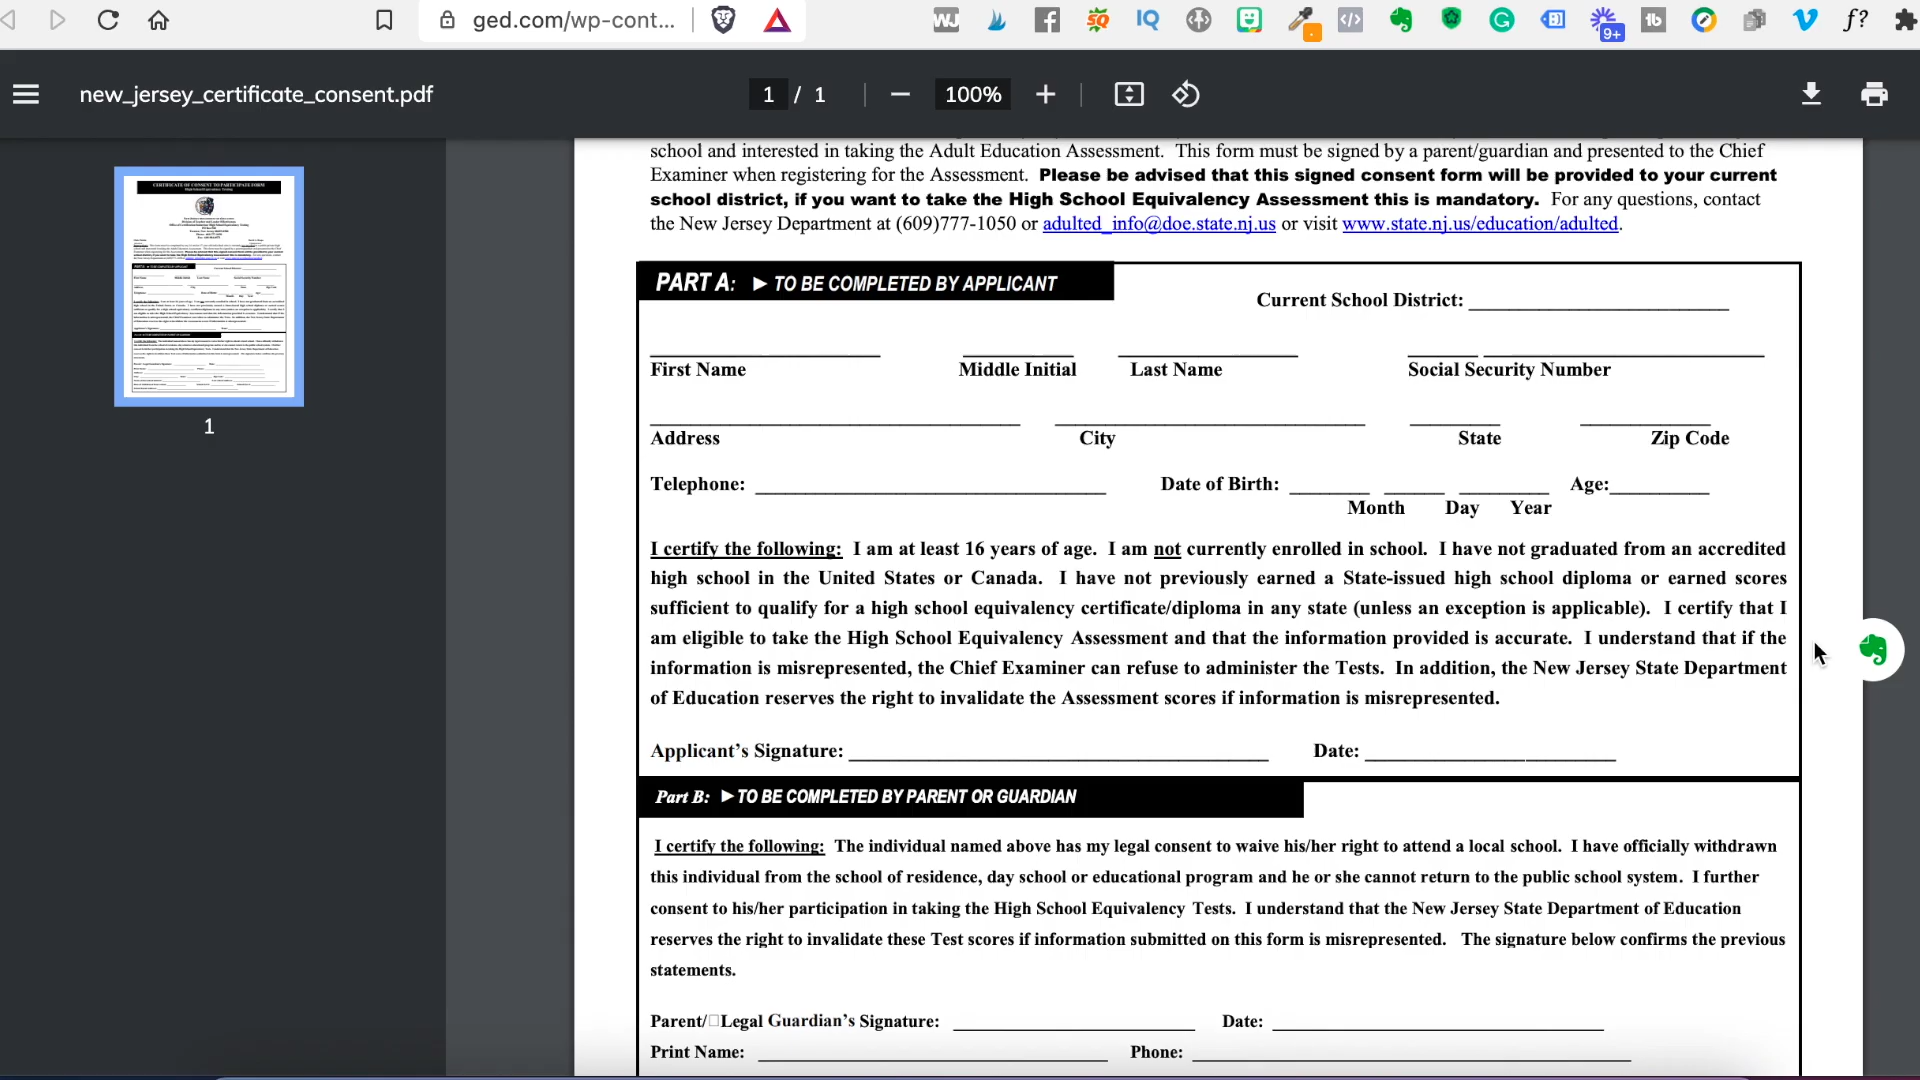 ged.com/wp-cont...
9+
new_jersey_certificate_consent.pdf
1 / 1
100%
1
school and interested in taking the Adult Education Assessment. This form must be signed by a parent/guardian and presented to the Chief
Examiner when registering for the Assessment. Please be advised that this signed consent form will be provided to your current
school district, if you want to take the High School Equivalency Assessment this is mandatory. For any questions, contact
the New Jersey Department at (609)777-1050 or adulted_info@doe.state.nj.us or visit www.state.nj.us/education/adulted.
PART A: ► TO BE COMPLETED BY APPLICANT
Current School District:
First Name Middle Initial Last Name Social Security Number
Address City State Zip Code
Telephone: Date of Birth: Age:
Month Day Year
I certify the following: I am at least 16 years of age. I am not currently enrolled in school. I have not graduated from an accredited
high school in the United States or Canada. I have not previously earned a State-issued high school diploma or earned scores
sufficient to qualify for a high school equivalency certificate/diploma in any state (unless an exception is applicable). I certify that I
am eligible to take the High School Equivalency Assessment and that the information provided is accurate. I understand that if the
information is misrepresented, the Chief Examiner can refuse to administer the Tests. In addition, the New Jersey State Department
of Education reserves the right to invalidate the Assessment scores if information is misrepresented.
Applicant’s Signature: Date:
Part B: ►TO BE COMPLETED BY PARENT OR GUARDIAN
I certify the following: The individual named above has my legal consent to waive his/her right to attend a local school. I have officially withdrawn
this individual from the school of residence, day school or educational program and he or she cannot return to the public school system. I further
consent to his/her participation in taking the High School Equivalency Tests. I understand that the New Jersey State Department of Education
reserves the right to invalidate these Test scores if information submitted on this form is misrepresented. The signature below confirms the previous
statements.
Parent/□Legal Guardian’s Signature: Date:
Print Name: Phone: